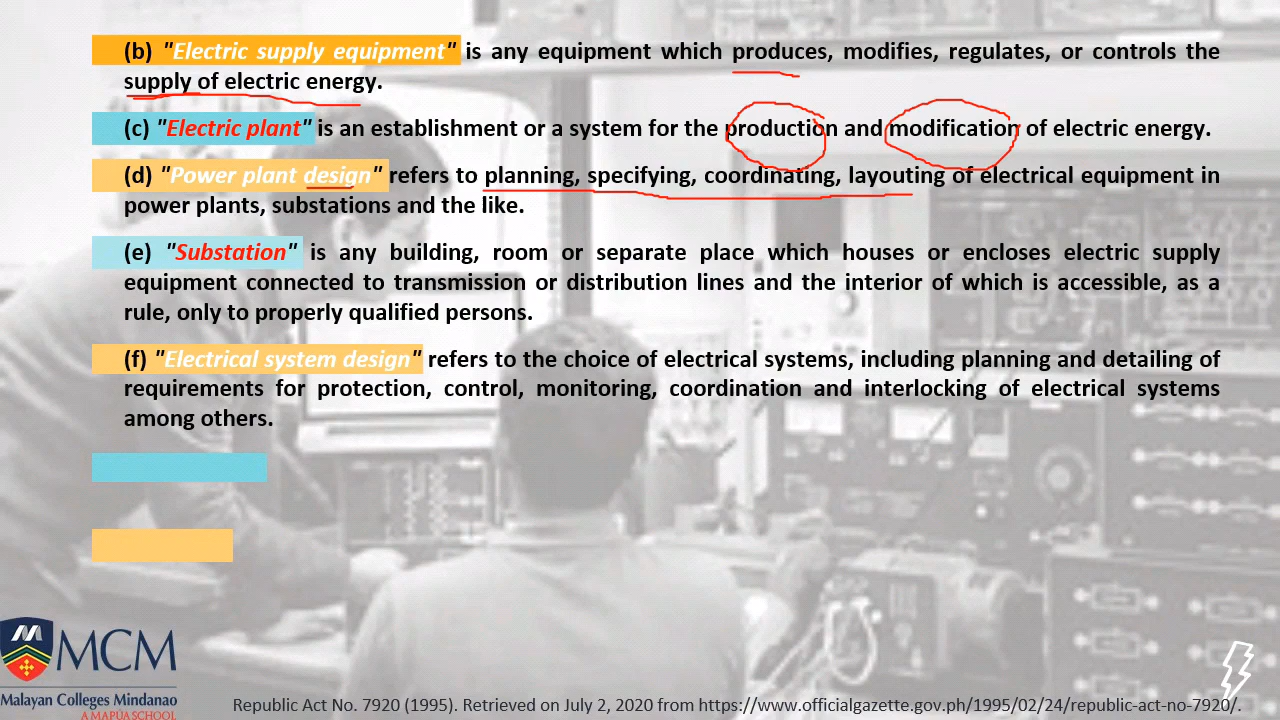 (b) "Electric supply equipment" is any equipment which produces, modifies, regulates, or controls the
supply of electric energy.
(c) "Electric plant" is an establishment or a system for the production and modification of electric energy.
(d) "Power plant design" refers to planning, specifying, coordinating, layouting of electrical equipment in
power plants, substations and the like.
(e) "Substation" is any building, room or separate place which houses or encloses electric supply
equipment connected to transmission or distribution lines and the interior of which is accessible, as a
rule, only to properly qualified persons.
(f) "Electrical system design" refers to the choice of electrical systems, including planning and detailing of
requirements for protection, control, monitoring, coordination and interlocking of electrical systems
among others.
MCM
Malayan Colleges Mindanao
A MAPÚA SCHOOL
Republic Act No. 7920 (1995). Retrieved on July 2, 2020 from https://www.officialgazette.gov.ph/1995/02/24/republic-act-no-7920/.